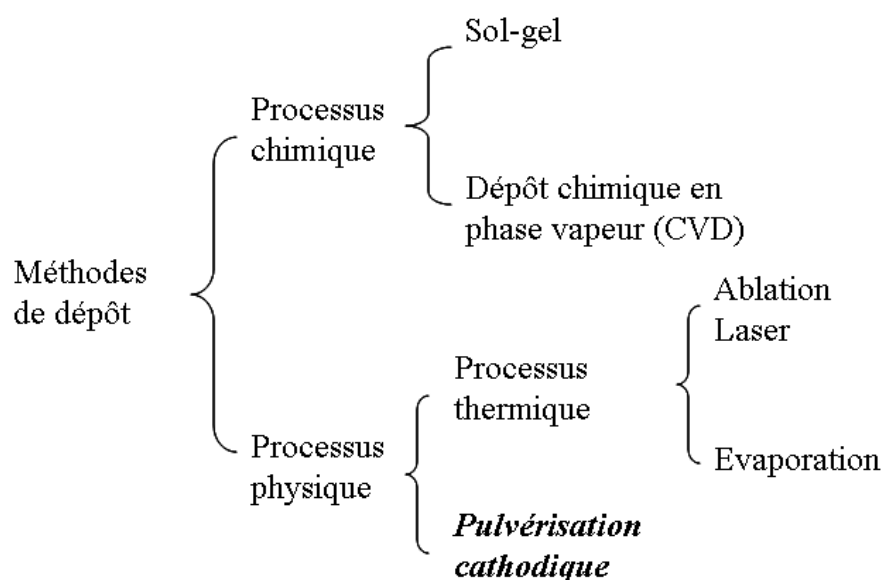 Méthodes
de dépôt
Processus
chimique
Sol-gel
Dépôt chimique en
phase vapeur (CVD)
Processus
physique
Processus
thermique
Ablation
Laser
Evaporation
Pulvérisation
cathodique